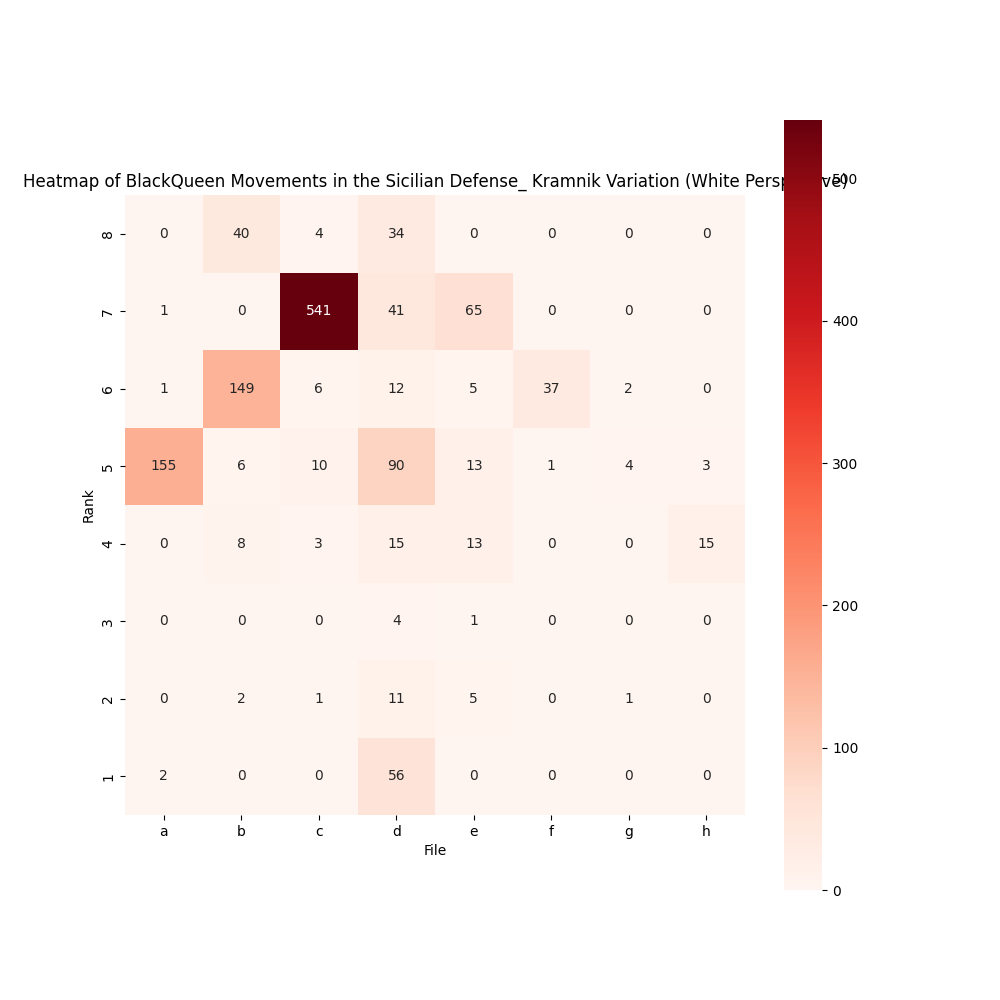 Heatmap of BlackQueen Movements in the Sicilian Defense_ Kramnik Variation (White Persp
ve)
500
8 0 40 4 34 0 0 0 0
7 1 0 541 41 65 0 0 0
400
6 1 149 6 12 5 37 2 0
5 155 6 10 90 13 1 4 3
300
Rank
4 0 8 3 15 13 0 0 15
200
3 0 0 0 4 1 0 0 0
2 0 2 1 11 5 0 1 0
100
1 2 0 0 56 0 0 0 0
a b c d e f g h
File
0